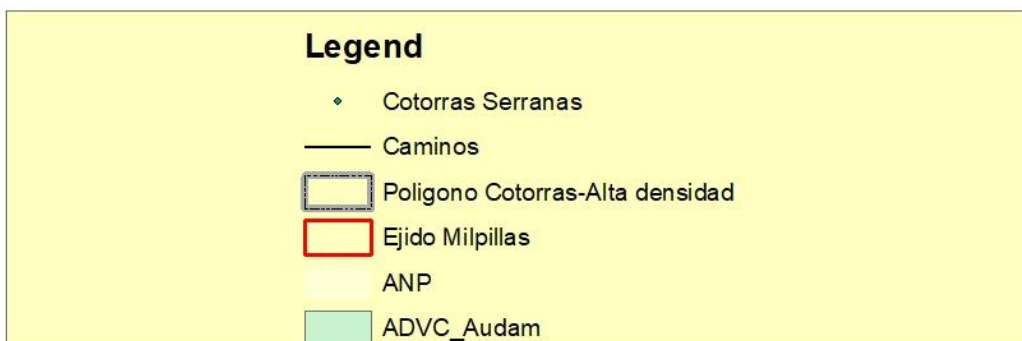 Legend
Cotorras Serranas
Caminos
Poligono Cotorras-Alta densidad
Ejido Milpillas
ANP
ADVC_Audam